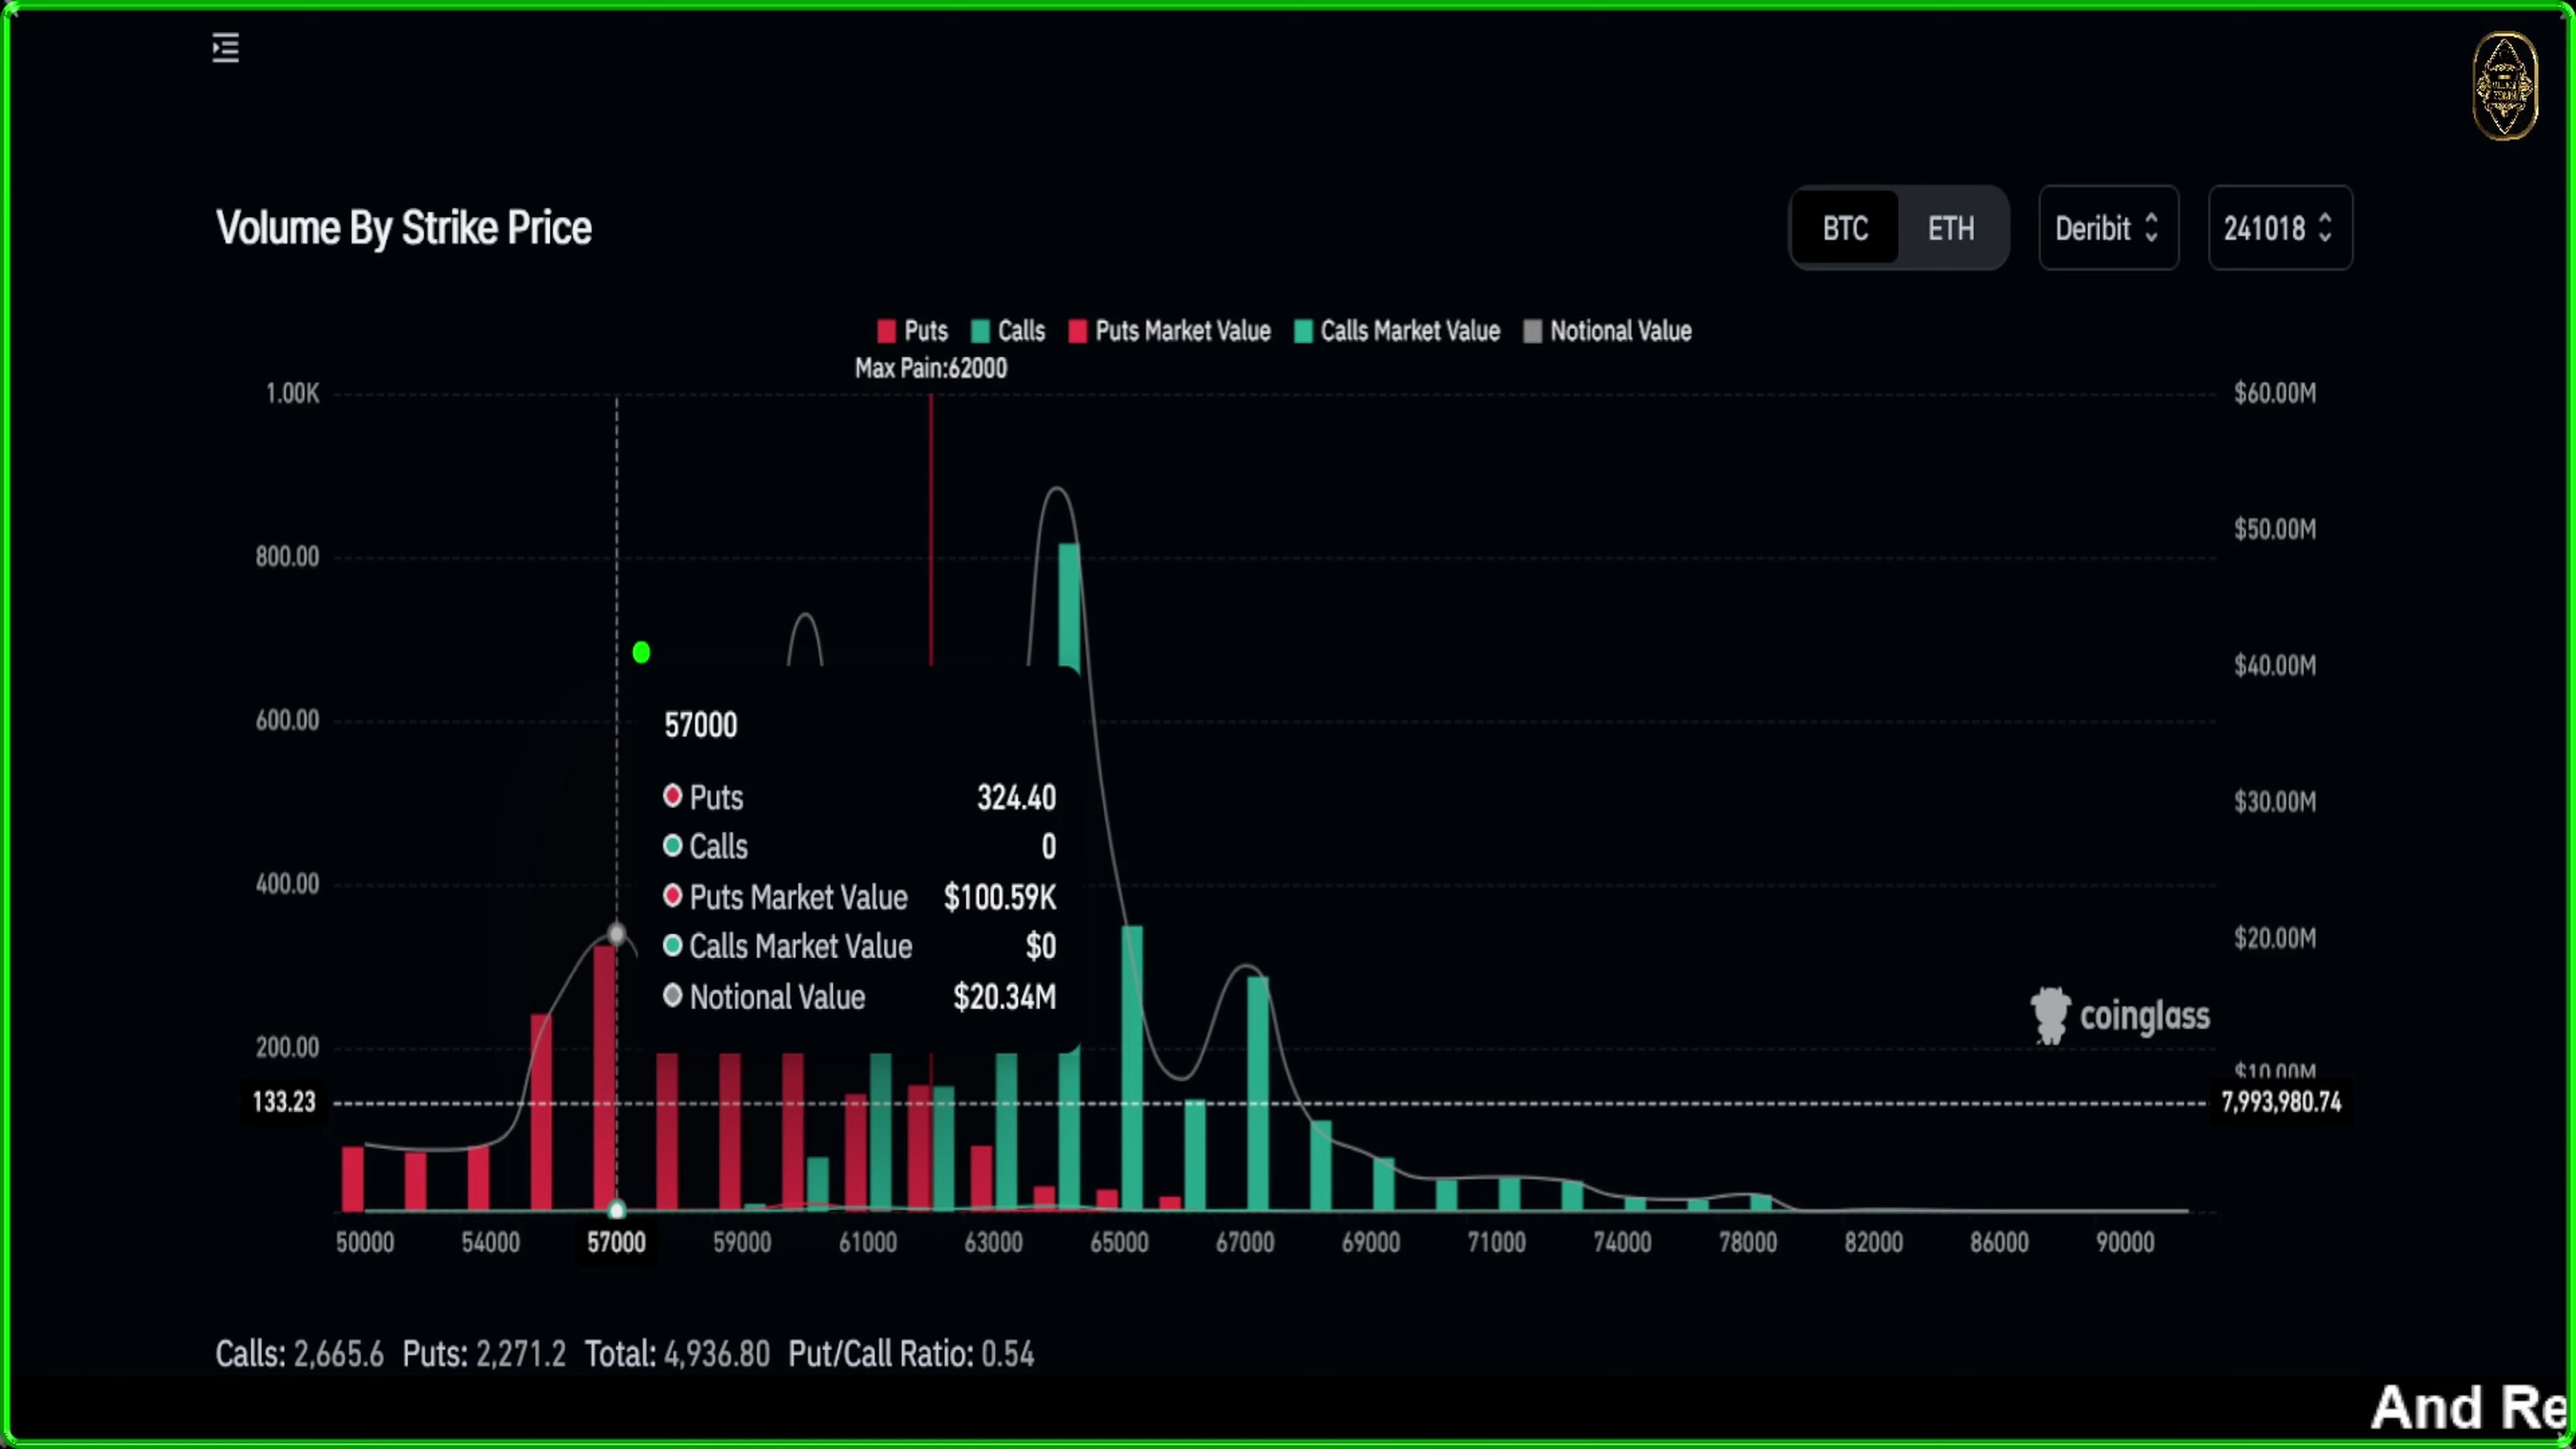 Volume By Strike Price
BTC ETH Deribit 241018
Puts Calls Puts Market Value Calls Market Value Notional Value
Max Pain:62000
1.00K $60.00M
$50.00M
800.00
$40.00M
600.00
57000
Puts 324.40
$30.00M
Calls 0
400.00
Puts Market Value $100.59K
$20.00M
Calls Market Value $0
Notional Value $20.34M
coinglass
200.00
$10.00M
133.23 7,993,980.74
50000 54000 57000 59000 61000 63000 65000 67000 69000 71000 74000 78000 82000 86000 90000
Calls: 2,665.6 Puts: 2,271.2 Total: 4,936.80 Put/Call Ratio: 0.54
And Re